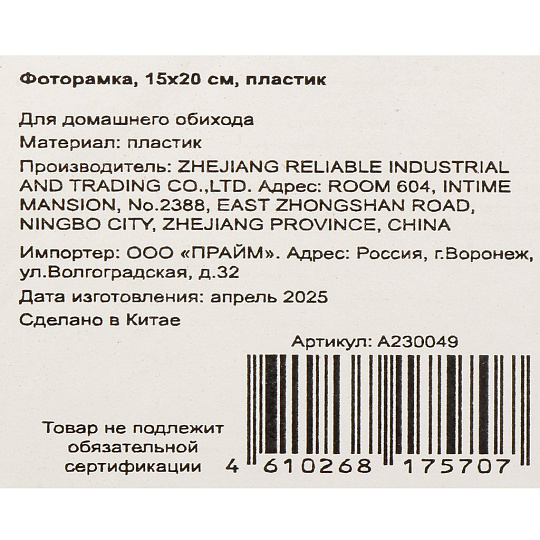 Фоторамка, 15х20 см, пластик
Для домашнего обихода
Материал: пластик
Производитель: ZHEJIANG RELIABLE INDUSTRIAL
AND TRADING CO.,LTD. Адрес: ROOM 604, INTIME
MANSION, No.2388, EAST ZHONGSHAN ROAD,
NINGBO CITY, ZHEJIANG PROVINCE, CHINA
Импортер: ООО «ПРАЙМ». Адрес: Россия, г.Воронеж,
ул.Волгоградская, д.32
Дата изготовления: апрель 2025
Сделано в Китае
Артикул: А230049
Товар не подлежит
обязательной
сертификации
4 610268 175707